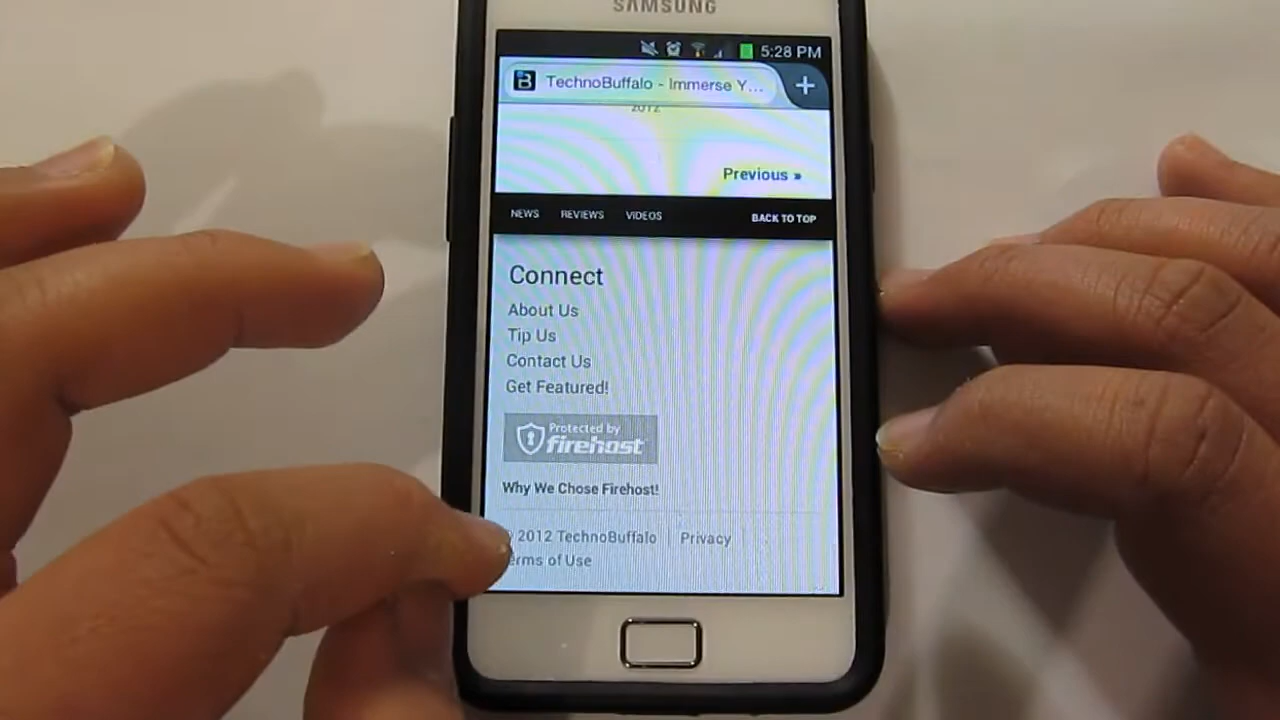 SAMSUNG
5:28 PM
TechnoBuffalo - Immerse Y...
2012
Previous »
NEWS REVIEWS VIDEOS BACK TO TOP
Connect
About Us
Tip Us
Contact Us
Get Featured!
Protected by
firehost
Why We Chose Firehost!
2012 TechnoBuffalo | Privacy
erms of Use